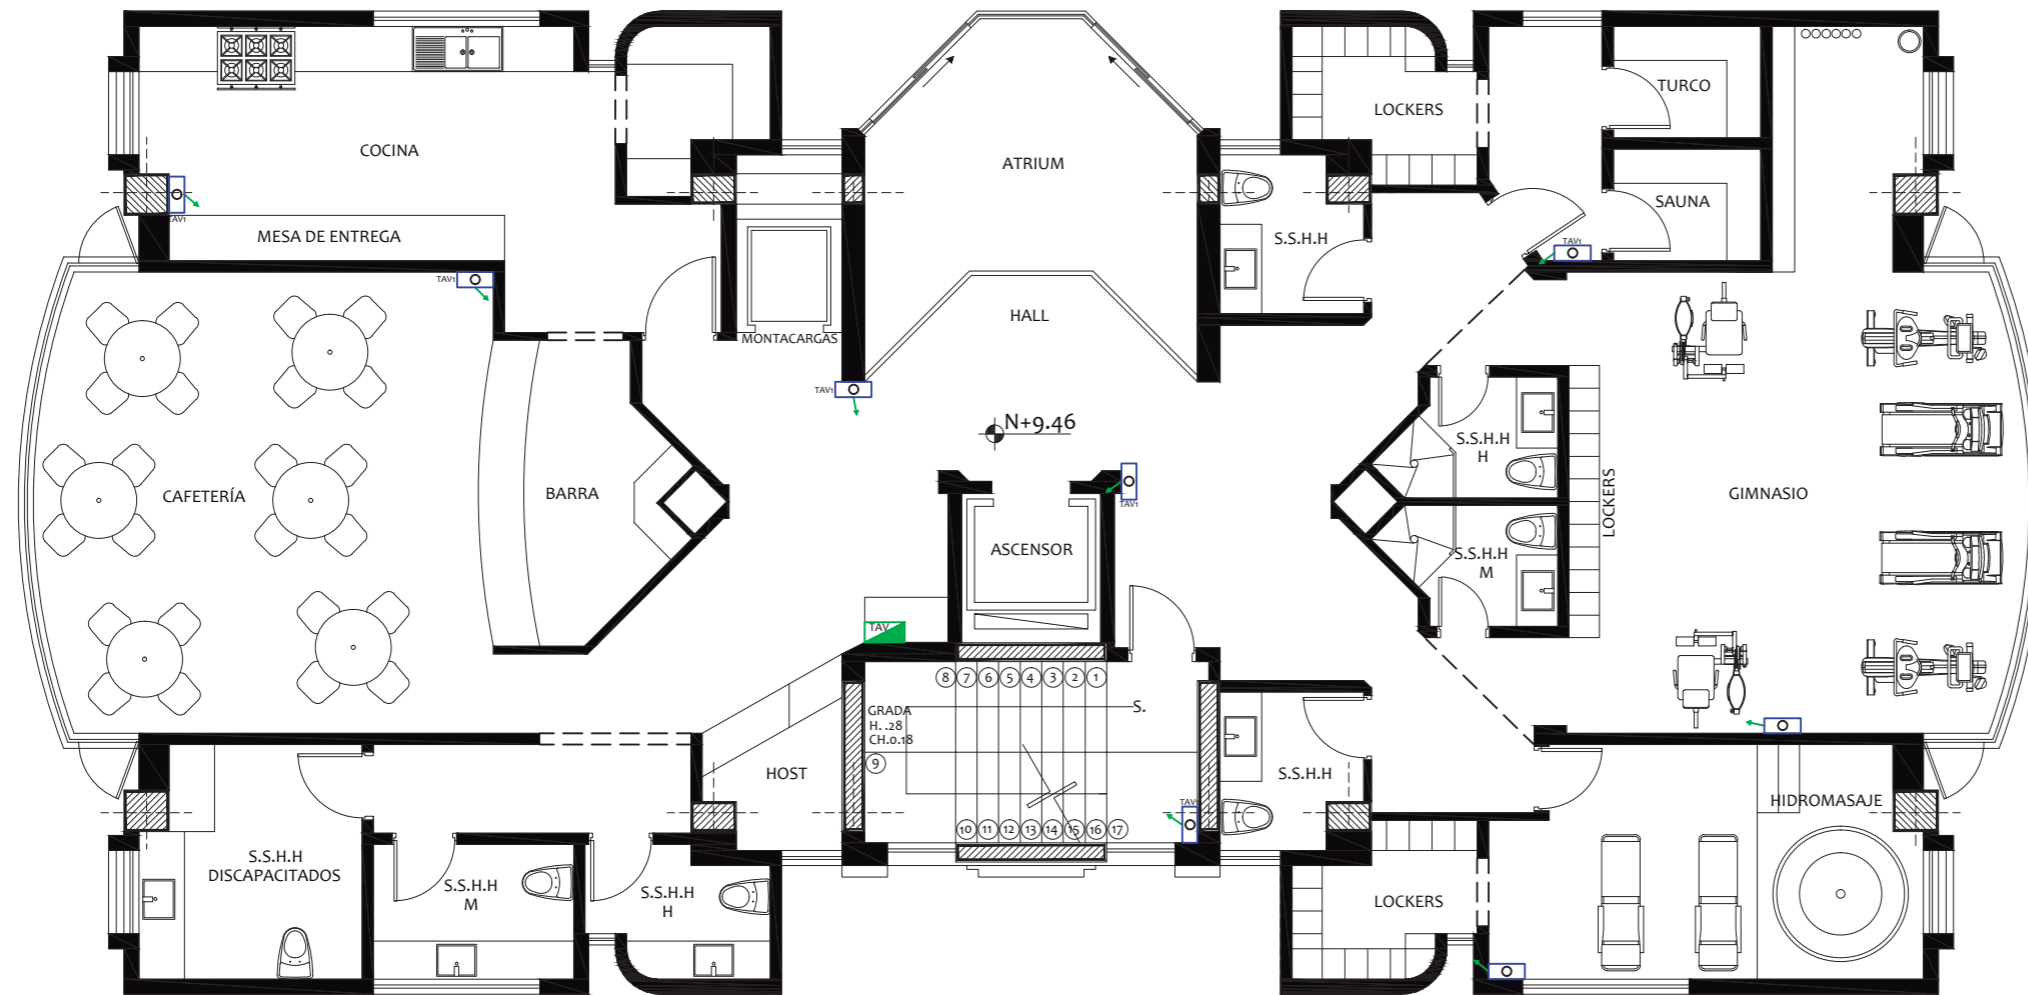 COCINA
MESA DE ENTREGA
TAV1
TAV1
CAFETERÍA
BARRA
MONTACARGAS
TAV1
ATRIUM
HALL
N+9.46
ASCENSOR
TAV1
TAV
8 7 6 5 4 3 2 1
GRADA
H. .28
CH.0.18
S.
9
10 11 12 13 14 15 16 17
TAV1
HOST
S.S.H.H
DISCAPACITADOS
S.S.H.H
M
S.S.H.H
H
LOCKERS
TURCO
SAUNA
S.S.H.H
TAV1
S.S.H.H
H
S.S.H.H
M
LOCKERS
GIMNASIO
S.S.H.H
LOCKERS
HIDROMASAJE